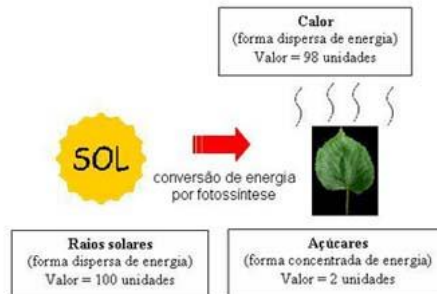 Calor
(forma dispersa de energia)
Valor = 98 unidades
SOL
conversão de energia
por fotossíntese
Raios solares
(forma dispersa de energia)
Valor = 100 unidades
Açúcares
(forma concentrada de energia)
Valor = 2 unidades